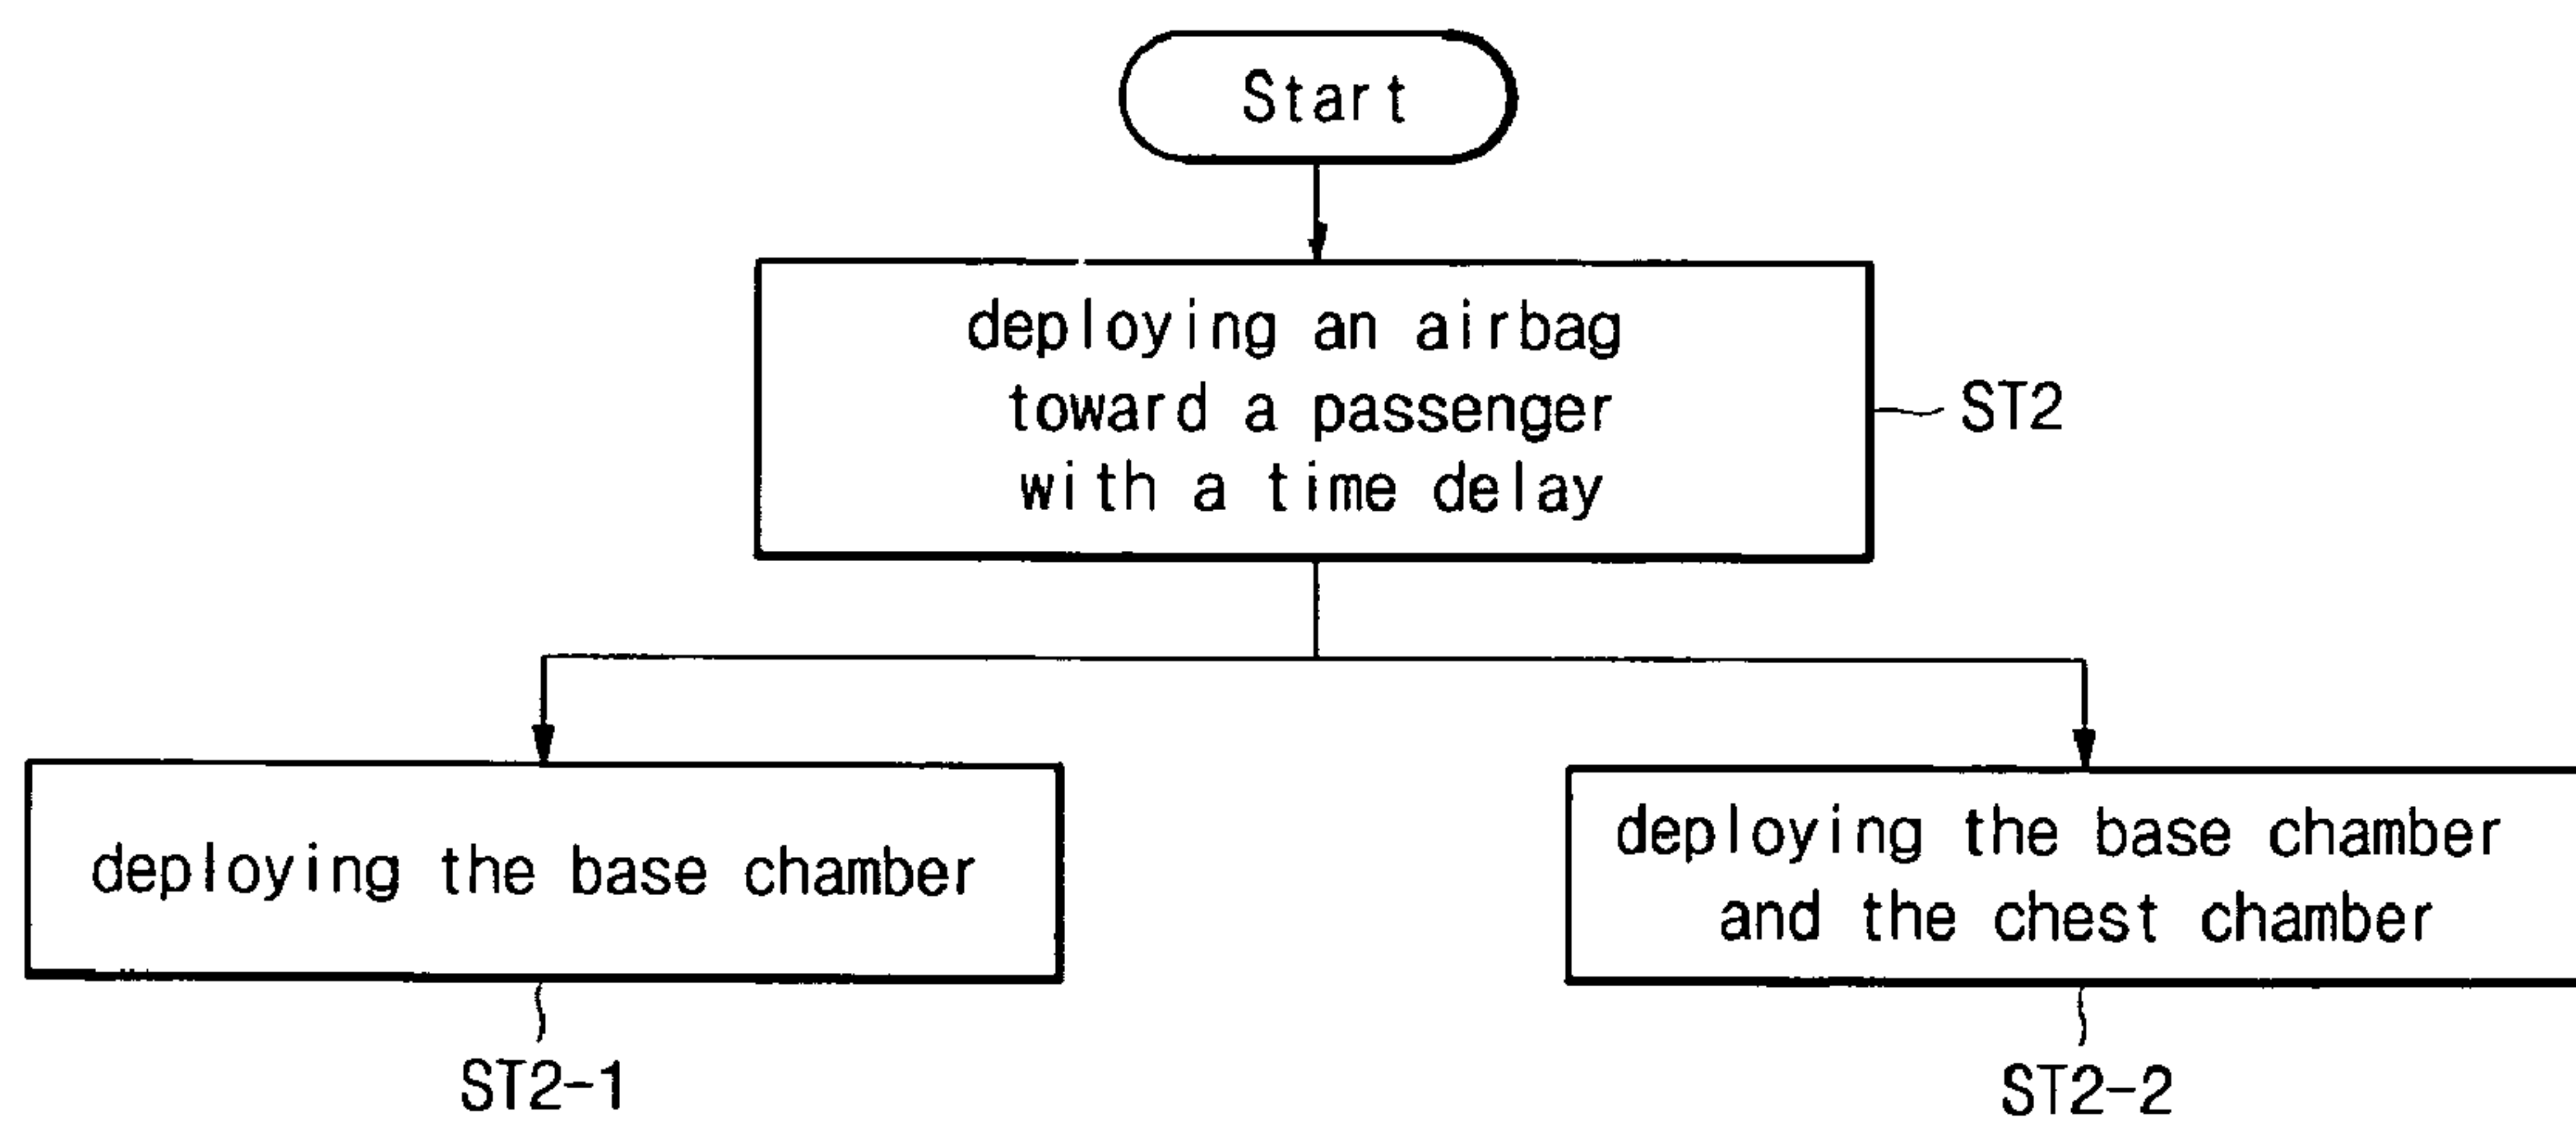 Start
deploying an airbag
toward a passenger
with a time delay
ST2
deploying the base chamber
ST2-1
deploying the base chamber
and the chest chamber
ST2-2